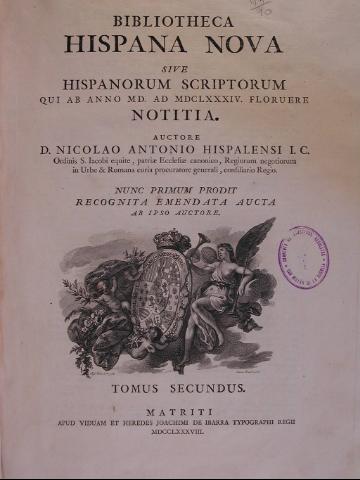 BIBLIOTHECA
HISPANA NOVA
SIVE
HISPANORUM SCRIPTORUM
QUI AB ANNO MD. AD MDCLXXXIV. FLORUERE
NOTITIA.
AUCTORE
D. NICOLAO ANTONIO HISPALENSI I. C.
Ordinis S. Iacobi equite, patriae Ecclesiae canonico, Regiorum negotiorum
in Urbe & Romana curia procuratore generali, consiliario Regio.
NUNC PRIMUM PRODIT
RECOGNITA EMENDATA AUCTA
AB IPSO AUCTORE.
TOMUS SECUNDUS.
MATRITI
APUD VIDUAM ET HEREDES JOACHIMI DE IBARRA TYPOGRAPHI REGII
MDCCLXXXVIII.